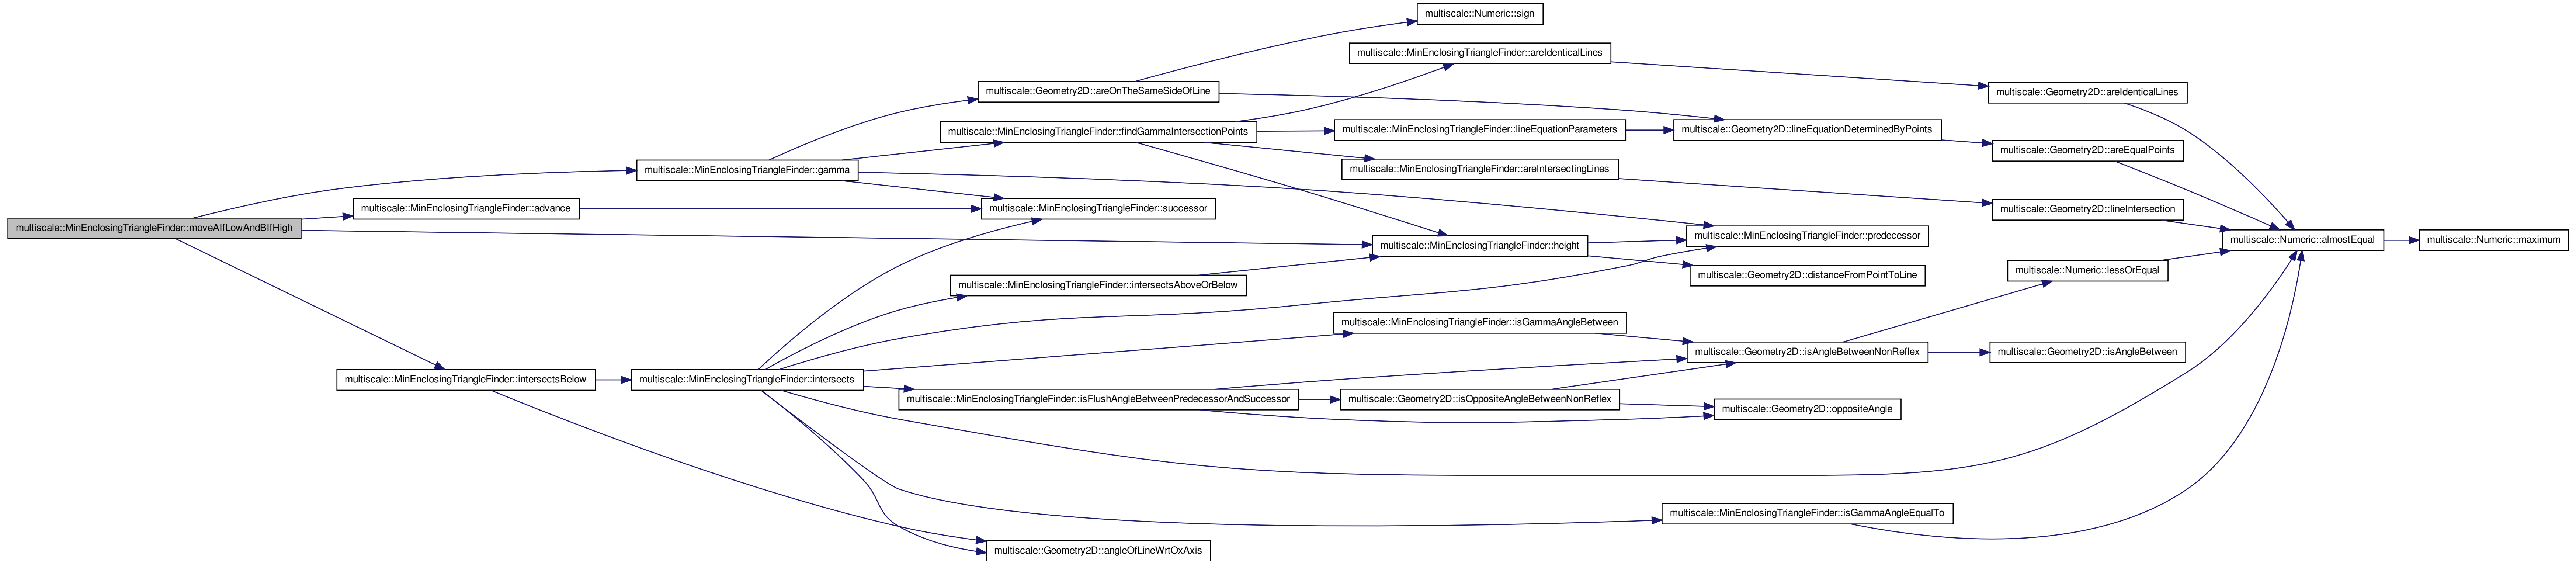 multiscale::Numeric::sign
multiscale::MinEnclosingTriangleFinder::areIdenticalLines
multiscale::Geometry2D::areOnTheSameSideOfLine
multiscale::Geometry2D::areIdenticalLines
multiscale::MinEnclosingTriangleFinder::findGammaIntersectionPoints
multiscale::MinEnclosingTriangleFinder::lineEquationParameters
multiscale::Geometry2D::lineEquationDeterminedByPoints
multiscale::Geometry2D::areEqualPoints
multiscale::MinEnclosingTriangleFinder::gamma
multiscale::MinEnclosingTriangleFinder::areIntersectingLines
multiscale::MinEnclosingTriangleFinder::advance
multiscale::MinEnclosingTriangleFinder::successor
multiscale::Geometry2D::lineIntersection
multiscale::MinEnclosingTriangleFinder::moveAIfLowAndBIfHigh
multiscale::MinEnclosingTriangleFinder::height
multiscale::MinEnclosingTriangleFinder::predecessor
multiscale::Numeric::almostEqual
multiscale::Numeric::maximum
multiscale::MinEnclosingTriangleFinder::intersectsAboveOrBelow
multiscale::Geometry2D::distanceFromPointToLine
multiscale::Numeric::lessOrEqual
multiscale::MinEnclosingTriangleFinder::isGammaAngleBetween
multiscale::Geometry2D::isAngleBetweenNonReflex
multiscale::Geometry2D::isAngleBetween
multiscale::MinEnclosingTriangleFinder::intersectsBelow
multiscale::MinEnclosingTriangleFinder::intersects
multiscale::MinEnclosingTriangleFinder::isFlushAngleBetweenPredecessorAndSuccessor
multiscale::Geometry2D::isOppositeAngleBetweenNonReflex
multiscale::Geometry2D::oppositeAngle
multiscale::MinEnclosingTriangleFinder::isGammaAngleEqualTo
multiscale::Geometry2D::angleOfLineWrtOxAxis